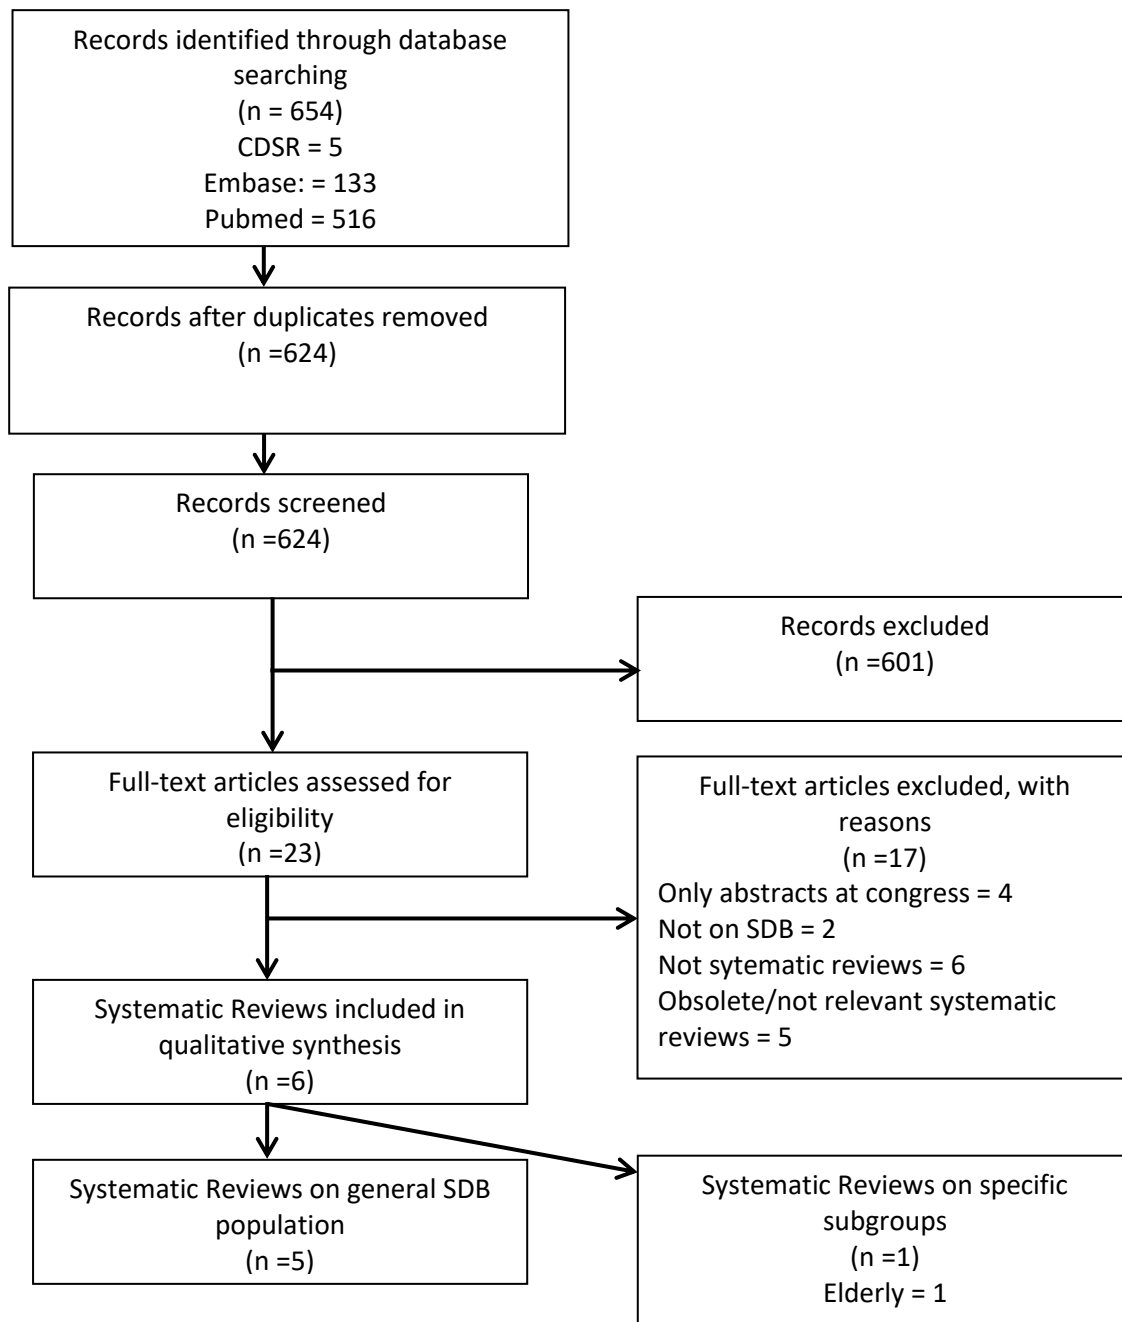 Records identified through database
searching
(n = 654)
CDSR = 5
Embase: = 133
Pubmed = 516
Records after duplicates removed
(n =624)
Records screened
(n =624)
Records excluded
(n =601)
Full-text articles assessed for
eligibility
(n =23)
Full-text articles excluded, with
reasons
(n =17)
Only abstracts at congress = 4
Not on SDB = 2
Not sytematic reviews = 6
Obsolete/not relevant systematic
reviews = 5
Systematic Reviews included in
qualitative synthesis
(n =6)
Systematic Reviews on general SDB
population
(n =5)
Systematic Reviews on specific
subgroups
(n =1)
Elderly = 1